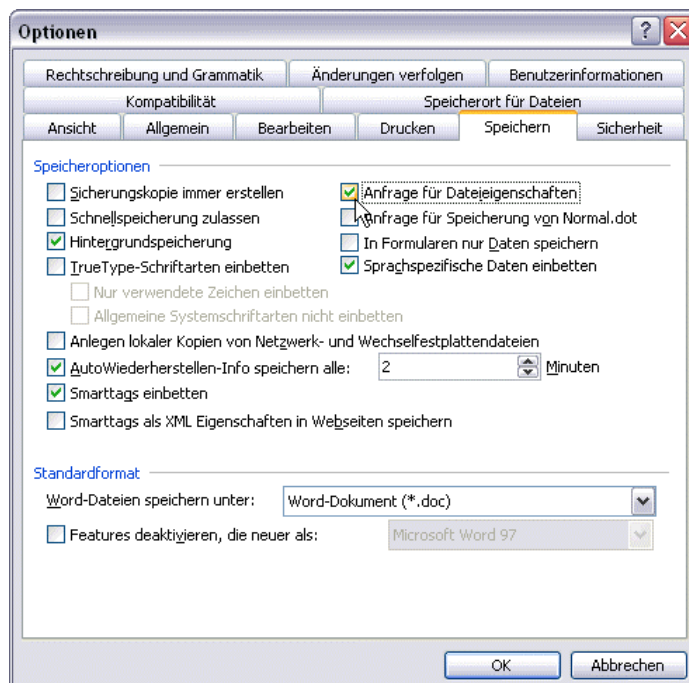 Optionen
Rechtschreibung und Grammatik Änderungen verfolgen Benutzerinformationen
Kompatibilität Speicherort für Dateien
Ansicht Allgemein Bearbeiten Drucken Speichern Sicherheit
Speicheroptionen
Sicherungskopie immer erstellen Anfrage für Dateieigenschaften
Schnellspeicherung zulassen Anfrage für Speicherung von Normal.dot
Hintergrundspeicherung In Formularen nur Daten speichern
TrueType-Schriftarten einbetten Sprachspezifische Daten einbetten
Nur verwendete Zeichen einbetten
Allgemeine Systemschriftarten nicht einbetten
Anlegen lokaler Kopien von Netzwerk- und Wechselfestplattendateien
AutoWiederherstellen-Info speichern alle: 2 Minuten
Smarttags einbetten
Smarttags als XML Eigenschaften in Webseiten speichern
Standardformat
Word-Dateien speichern unter: Word-Dokument (*.doc)
Features deaktivieren, die neuer als: Microsoft Word 97
OK Abbrechen